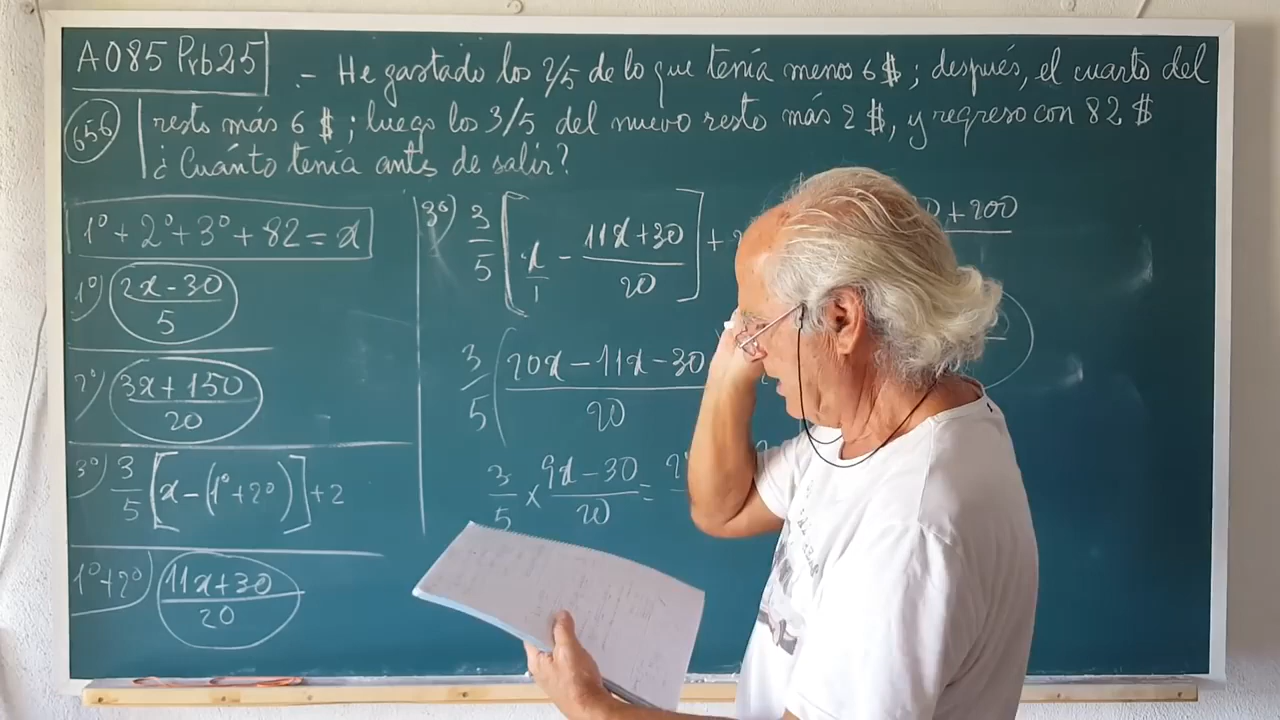 A085 Prb25 .- He gastado los 2/5 de lo que tenía menos 6 $; después, el cuarto del
656 resto más 6 $; luego los 3/5 del nuevo resto más 2 $, y regreso con 82 $
¿Cuánto tenía antes de salir?
1º + 2º + 3º + 82 = x
1º) (2x - 30)/5
2º) (3x + 150)/20
3º) 3/5 [x - (1º + 2º)] + 2
1º + 2º) (11x + 30)/20
3º) 3/5 [x/1 - (11x + 30)/20] +
3/5 ( (20x - 11x - 30)/20
3/5 x (9x - 30)/20 =
+ 200